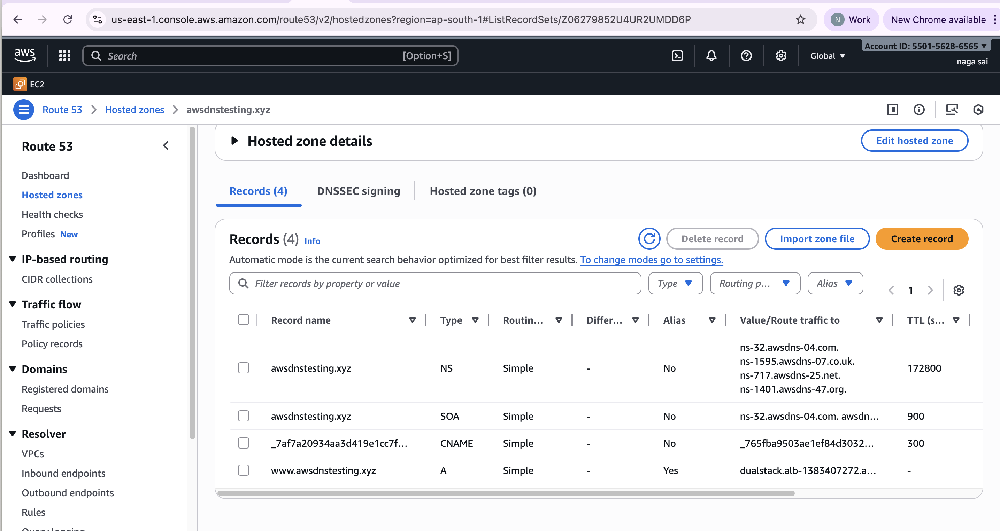 us-east-1.console.aws.amazon.com/route53/v2/hostedzones?region=ap-south-1#ListRecordSets/Z06279852U4UR2UMDD6P
N Work
New Chrome available
aws
Search [Option+S]
Global
Account ID: 5501-5628-6565
naga sai
EC2
Route 53 Hosted zones awsdnstesting.xyz
Route 53
Dashboard
Hosted zones
Health checks
Profiles New
IP-based routing
CIDR collections
Traffic flow
Traffic policies
Policy records
Domains
Registered domains
Requests
Resolver
VPCs
Inbound endpoints
Outbound endpoints
Rules
Query logging
Hosted zone details
Edit hosted zone
Records (4) DNSSEC signing Hosted zone tags (0)
Records (4) Info
Delete record Import zone file Create record
Automatic mode is the current search behavior optimized for best filter results. To change modes go to settings.
Filter records by property or value Type Routing p... Alias 1
Record name Type Routin... Differ... Alias Value/Route traffic to TTL (s...
awsdnstesting.xyz NS Simple - No ns-32.awsdns-04.com.
ns-1595.awsdns-07.co.uk.
ns-717.awsdns-25.net.
ns-1401.awsdns-47.org.
172800
awsdnstesting.xyz SOA Simple - No ns-32.awsdns-04.com. awsdn... 900
_7af7a20934aa3d419e1cc7f... CNAME Simple - No _765fba9503ae1ef84d3032... 300
www.awsdnstesting.xyz A Simple - Yes dualstack.alb-1383407272.a... -